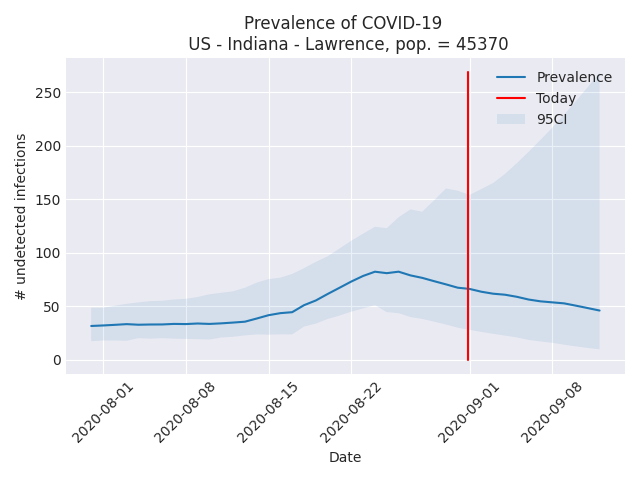 Prevalence of COVID-19
US - Indiana - Lawrence, pop. = 45370
Prevalence
Today
95CI
# undetected infections
250
200
150
100
50
0
2020-08-01
2020-08-08
2020-08-15
2020-08-22
2020-09-01
2020-09-08
Date